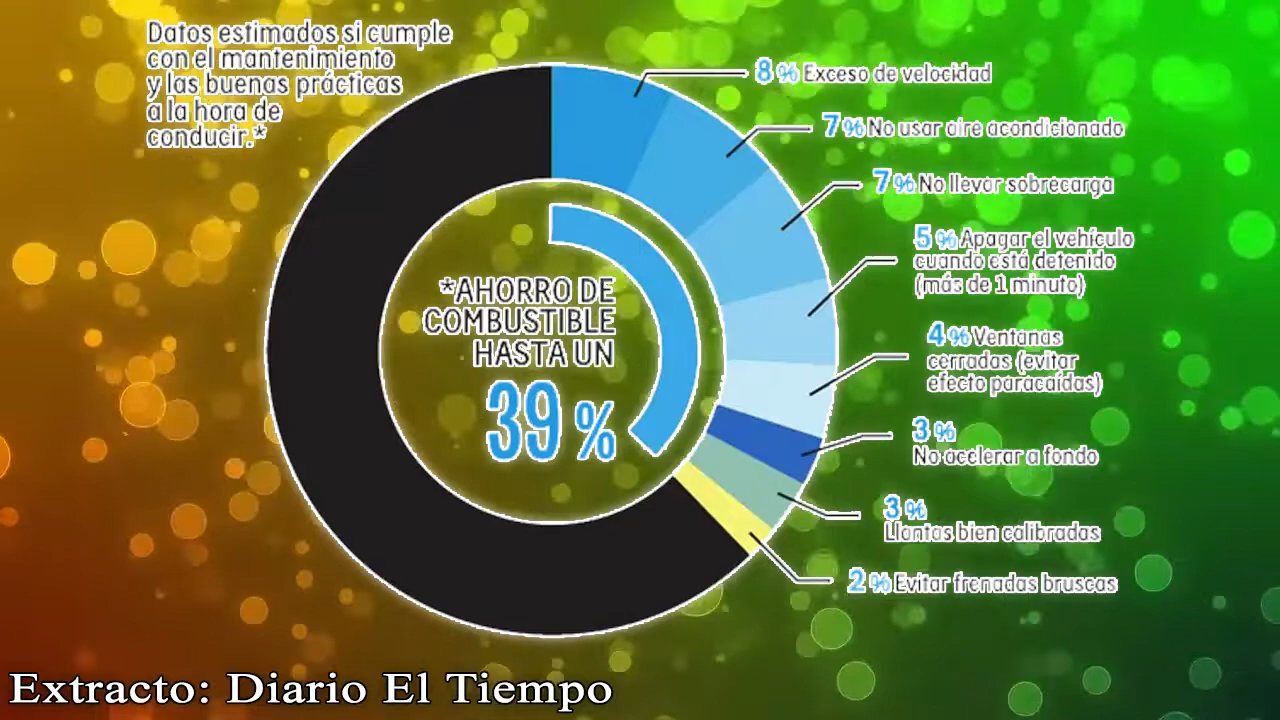 Datos estimados si cumple
con el mantenimiento
y las buenas prácticas
a la hora de
conducir.*
8 % Exceso de velocidad
7 % No usar aire acondicionado
7 % No llevar sobrecarga
5 % Apagar el vehículo
cuando está detenido
(más de 1 minuto)
4 % Ventanas
cerradas (evitar
efecto paracaídas)
3 %
No acelerar a fondo
3 %
Llantas bien calibradas
2 % Evitar frenadas bruscas
*AHORRO DE
COMBUSTIBLE
HASTA UN
39 %
Extracto: Diario El Tiempo